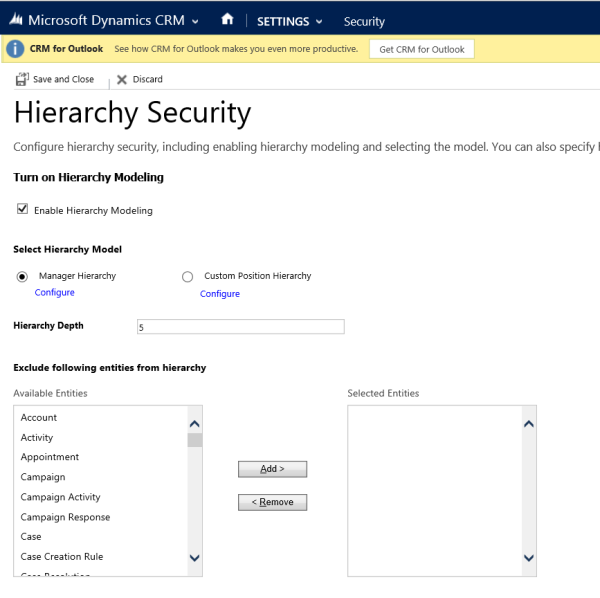 Microsoft Dynamics CRM SETTINGS Security
CRM for Outlook See how CRM for Outlook makes you even more productive. Get CRM for Outlook
Save and Close Discard
Hierarchy Security
Configure hierarchy security, including enabling hierarchy modeling and selecting the model. You can also specify
Turn on Hierarchy Modeling
Enable Hierarchy Modeling
Select Hierarchy Model
Manager Hierarchy Custom Position Hierarchy
Configure Configure
Hierarchy Depth 5
Exclude following entities from hierarchy
Available Entities Selected Entities
Account
Activity
Appointment
Campaign
Add >
Campaign Activity
< Remove
Campaign Response
Case
Case Creation Rule
Case Resolution